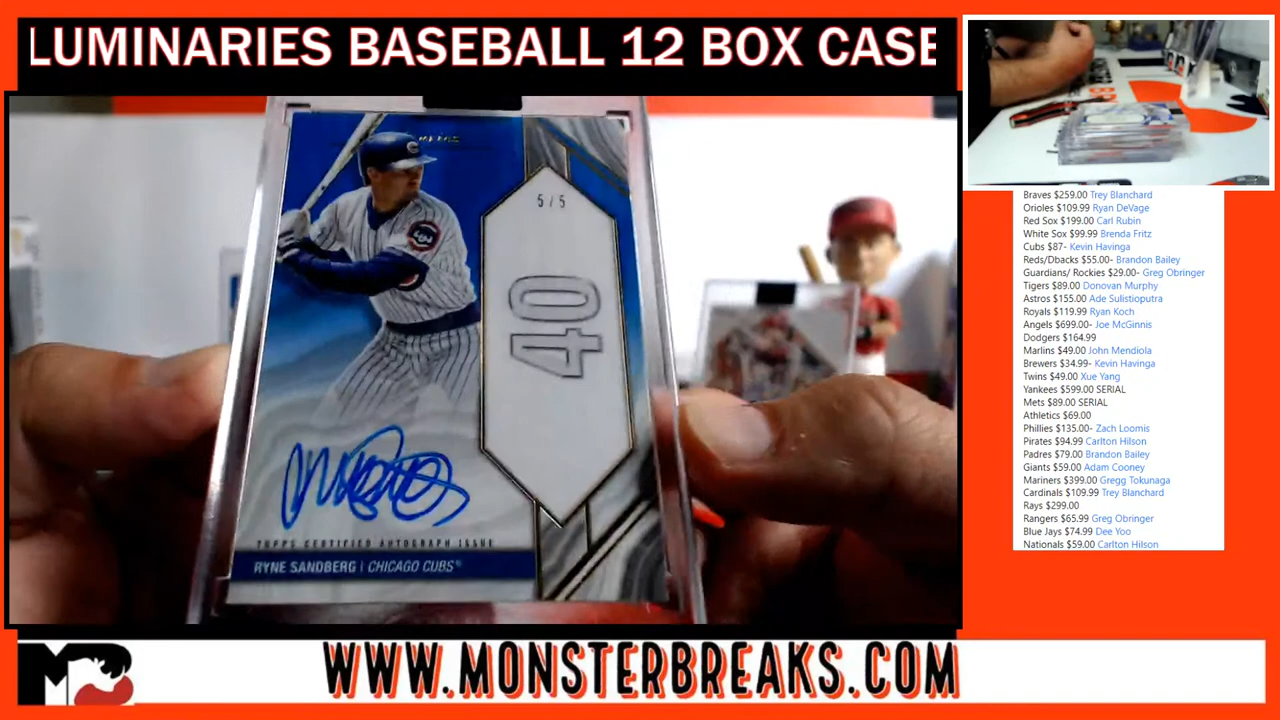 LUMINARIES BASEBALL 12 BOX CASE
5/5
40
TOPPS CERTIFIED AUTOGRAPH ISSUE
RYNE SANDBERG | CHICAGO CUBS
Braves $259.00 Trey Blanchard
Orioles $109.99 Ryan DeVage
Red Sox $199.00 Carl Rubin
White Sox $99.99 Brenda Fritz
Cubs $87- Kevin Havinga
Reds/Dbacks $55.00- Brandon Bailey
Guardians/ Rockies $29.00- Greg Obringer
Tigers $89.00 Donovan Murphy
Astros $155.00 Ade Sulistioputra
Royals $119.99 Ryan Koch
Angels $699.00- Joe McGinnis
Dodgers $164.99
Marlins $49.00 John Mendiola
Brewers $34.99- Kevin Havinga
Twins $49.00 Xue Yang
Yankees $599.00 SERIAL
Mets $89.00 SERIAL
Athletics $69.00
Phillies $135.00- Zach Loomis
Pirates $94.99 Carlton Hilson
Padres $79.00 Brandon Bailey
Giants $59.00 Adam Cooney
Mariners $399.00 Gregg Tokunaga
Cardinals $109.99 Trey Blanchard
Rays $299.00
Rangers $65.99 Greg Obringer
Blue Jays $74.99 Dee Yoo
Nationals $59.00 Carlton Hilson
WWW.MONSTERBREAKS.COM